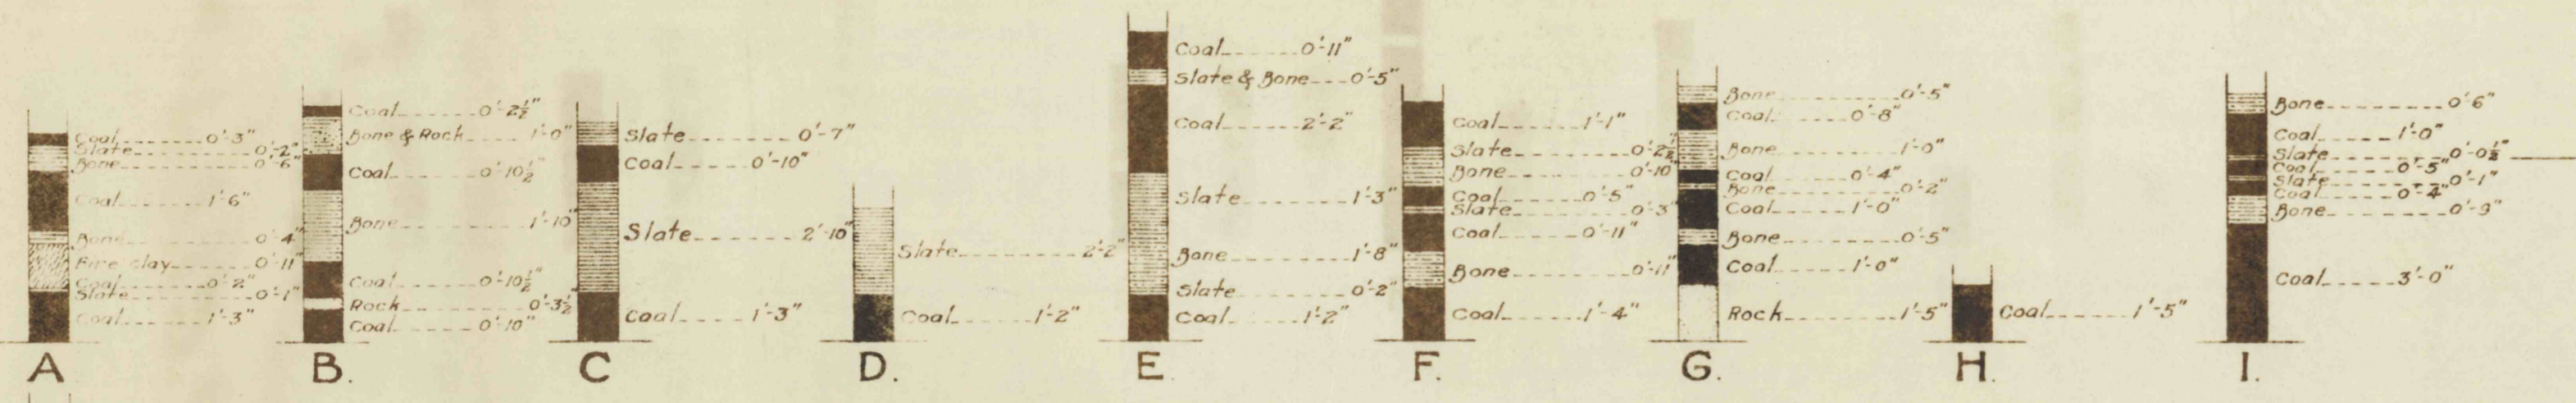 Coal 0'-3"
Slate 0'-2"
Bone 0'-6"
Coal 1'-6"
Bone 0'-4"
Fire clay 0'-11"
Coal 0'-2"
Slate 0'-1"
Coal 1'-3"
A
Coal 0'-2½"
Bone & Rock 1'-0"
Coal 0'-10½"
Bone 1'-10"
Coal 0'-10½"
Rock 0'-3½"
Coal 0'-10"
B.
Slate 0'-7"
Coal 0'-10"
Slate 2'-10"
Coal 1'-3"
C
Slate 2'-2"
Coal 1'-2"
D.
Coal 0'-11"
Slate & Bone 0'-5"
Coal 2'-2"
Slate 1'-3"
Bone 1'-8"
Slate 0'-2"
Coal 1'-2"
E.
Coal 1'-1"
Slate 0'-2½"
Bone 0'-10"
Coal 0'-5"
Slate 0'-3"
Coal 0'-11"
Bone 0'-11"
Coal 1'-4"
F.
Bone 0'-5"
Coal 0'-8"
Bone 1'-0"
Coal 0'-4"
Bone 0'-2"
Coal 1'-0"
Bone 0'-5"
Coal 1'-0"
Rock 1'-5"
G.
Coal 1'-5"
H.
Bone 0'-6"
Coal 1'-0"
Slate 0'-0½"
Coal 0'-5"
Slate 0'-1"
Coal 0'-4"
Bone 0'-9"
Coal 3'-0"
I.